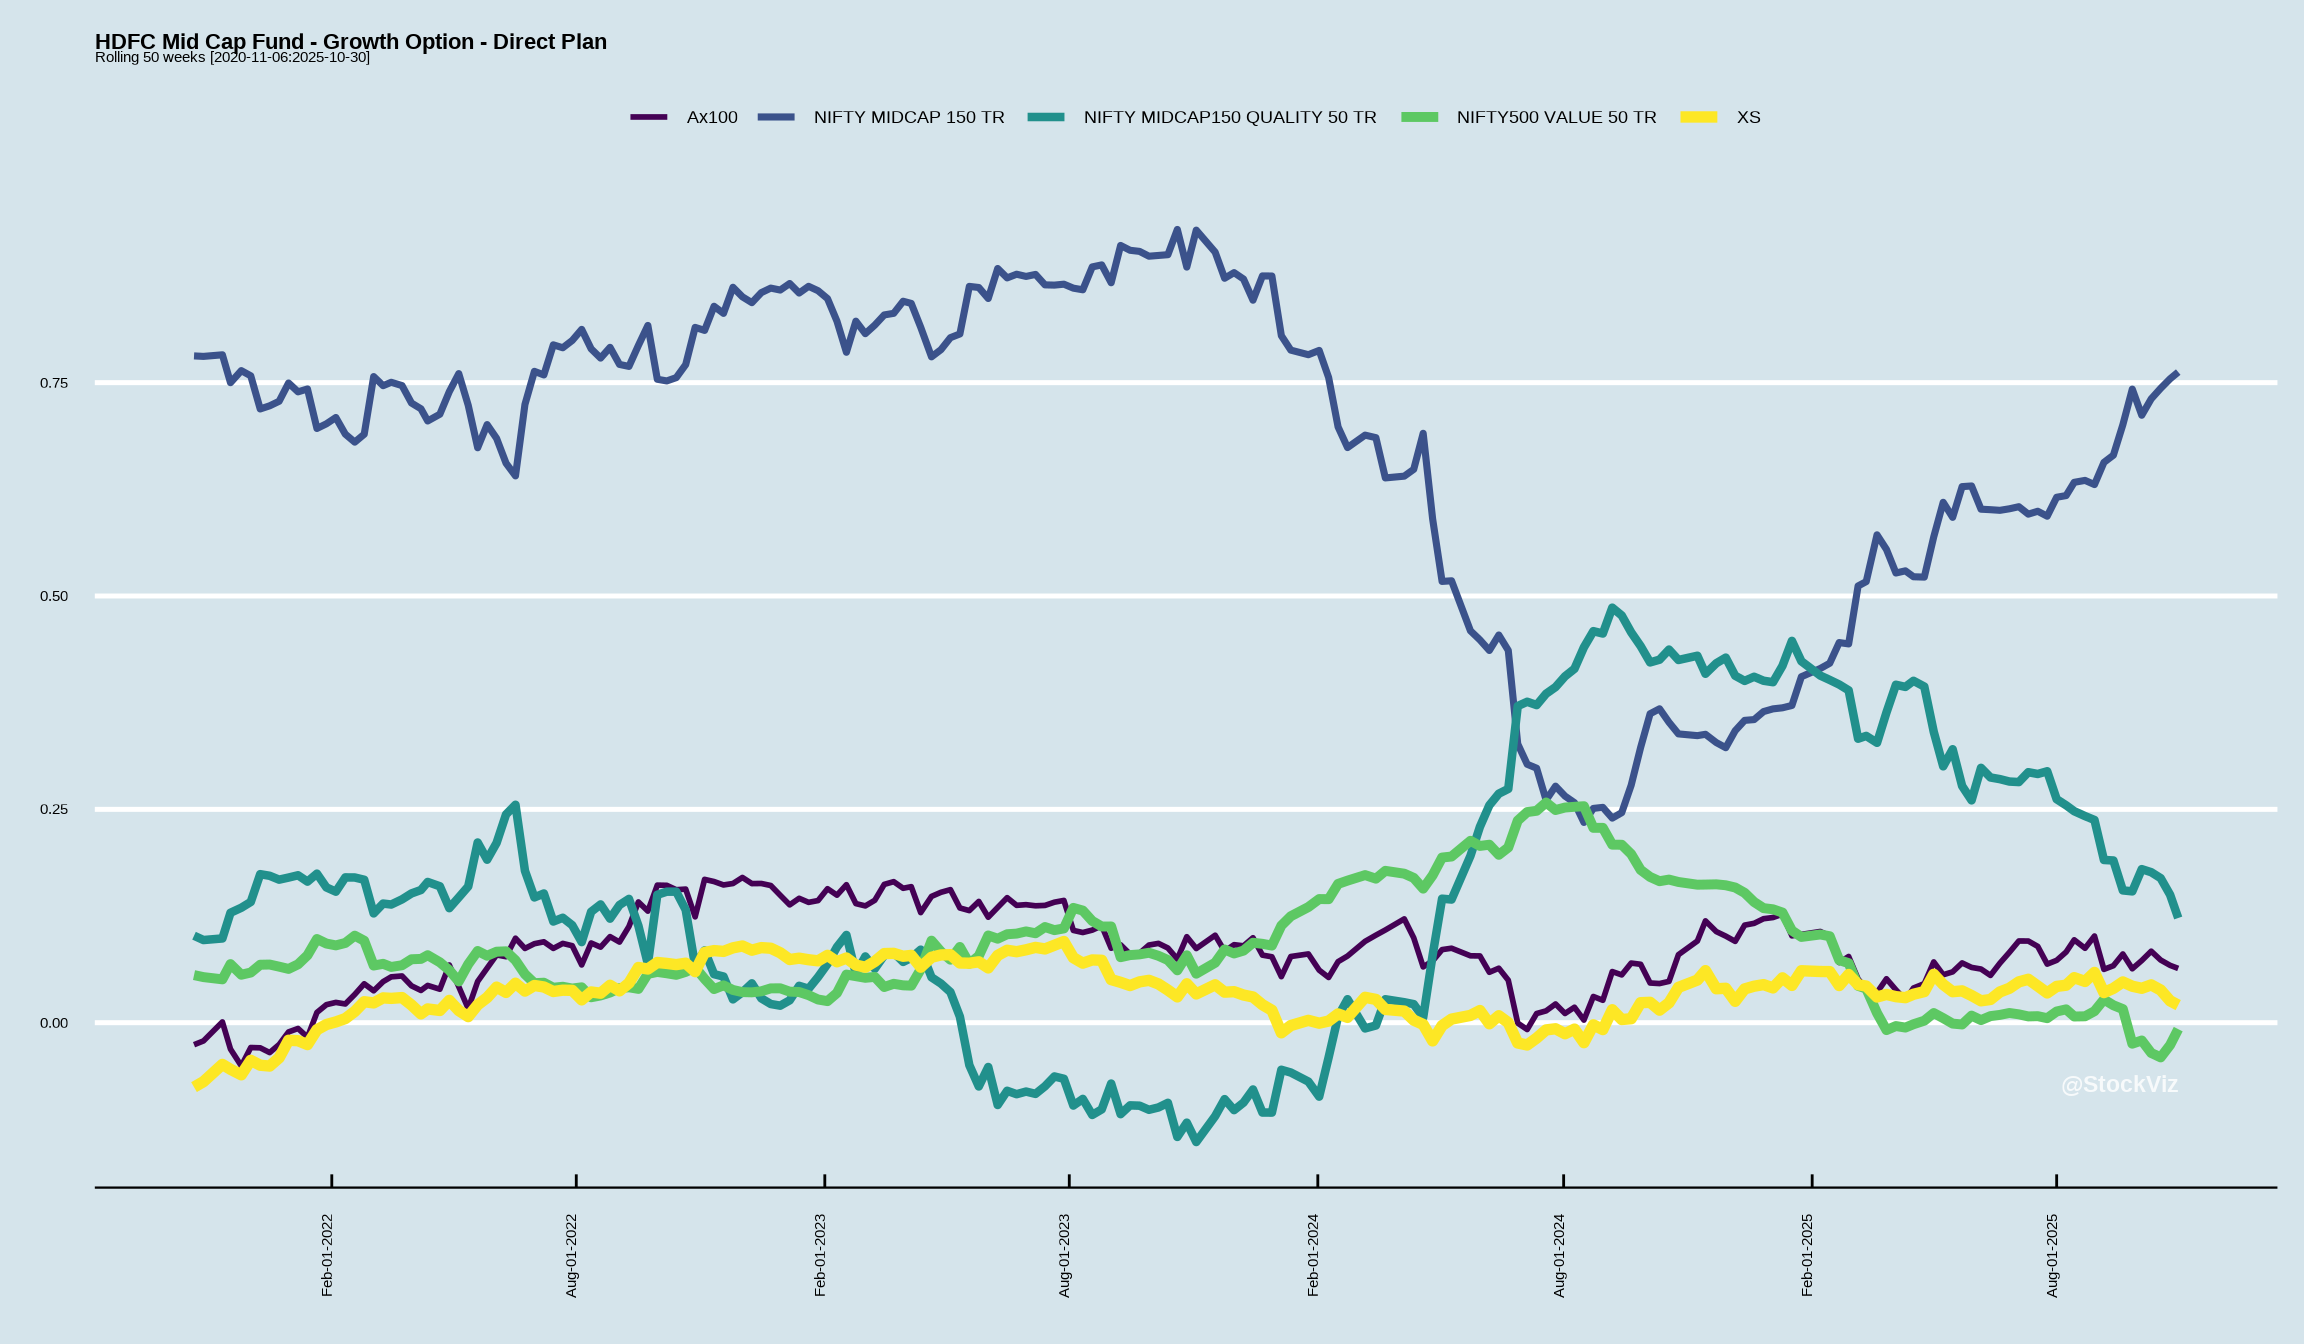 HDFC Mid Cap Fund - Growth Option - Direct Plan
Rolling 50 weeks [2020-11-06:2025-10-30]
Ax100 NIFTY MIDCAP 150 TR NIFTY MIDCAP150 QUALITY 50 TR NIFTY500 VALUE 50 TR XS
0.75
0.50
0.25
0.00
@StockViz
Feb-01-2022 Aug-01-2022 Feb-01-2023 Aug-01-2023 Feb-01-2024 Aug-01-2024 Feb-01-2025 Aug-01-2025